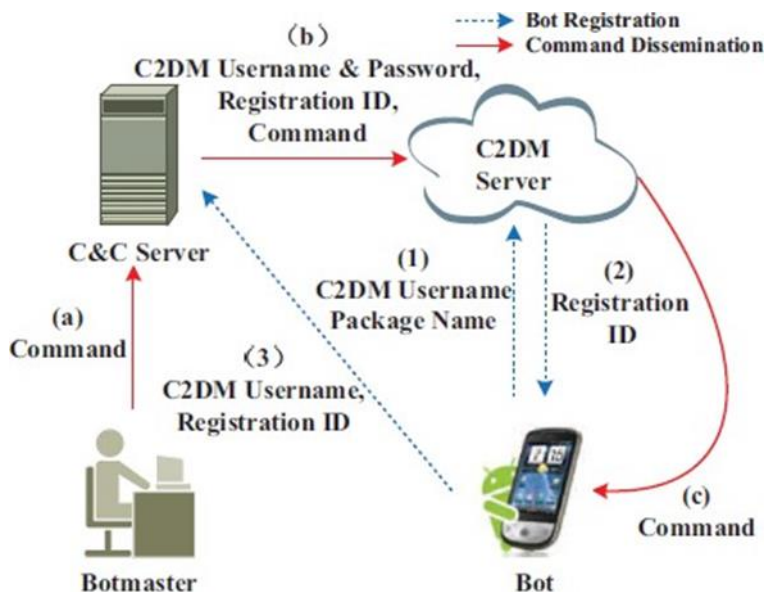 Bot Registration
Command Dissemination
(b)
C2DM Username & Password,
Registration ID,
Command
C2DM
Server
C&C Server
(1)
C2DM Username
Package Name
(2)
Registration
ID
(a)
Command
(3)
C2DM Username,
Registration ID
(c)
Command
Botmaster
Bot